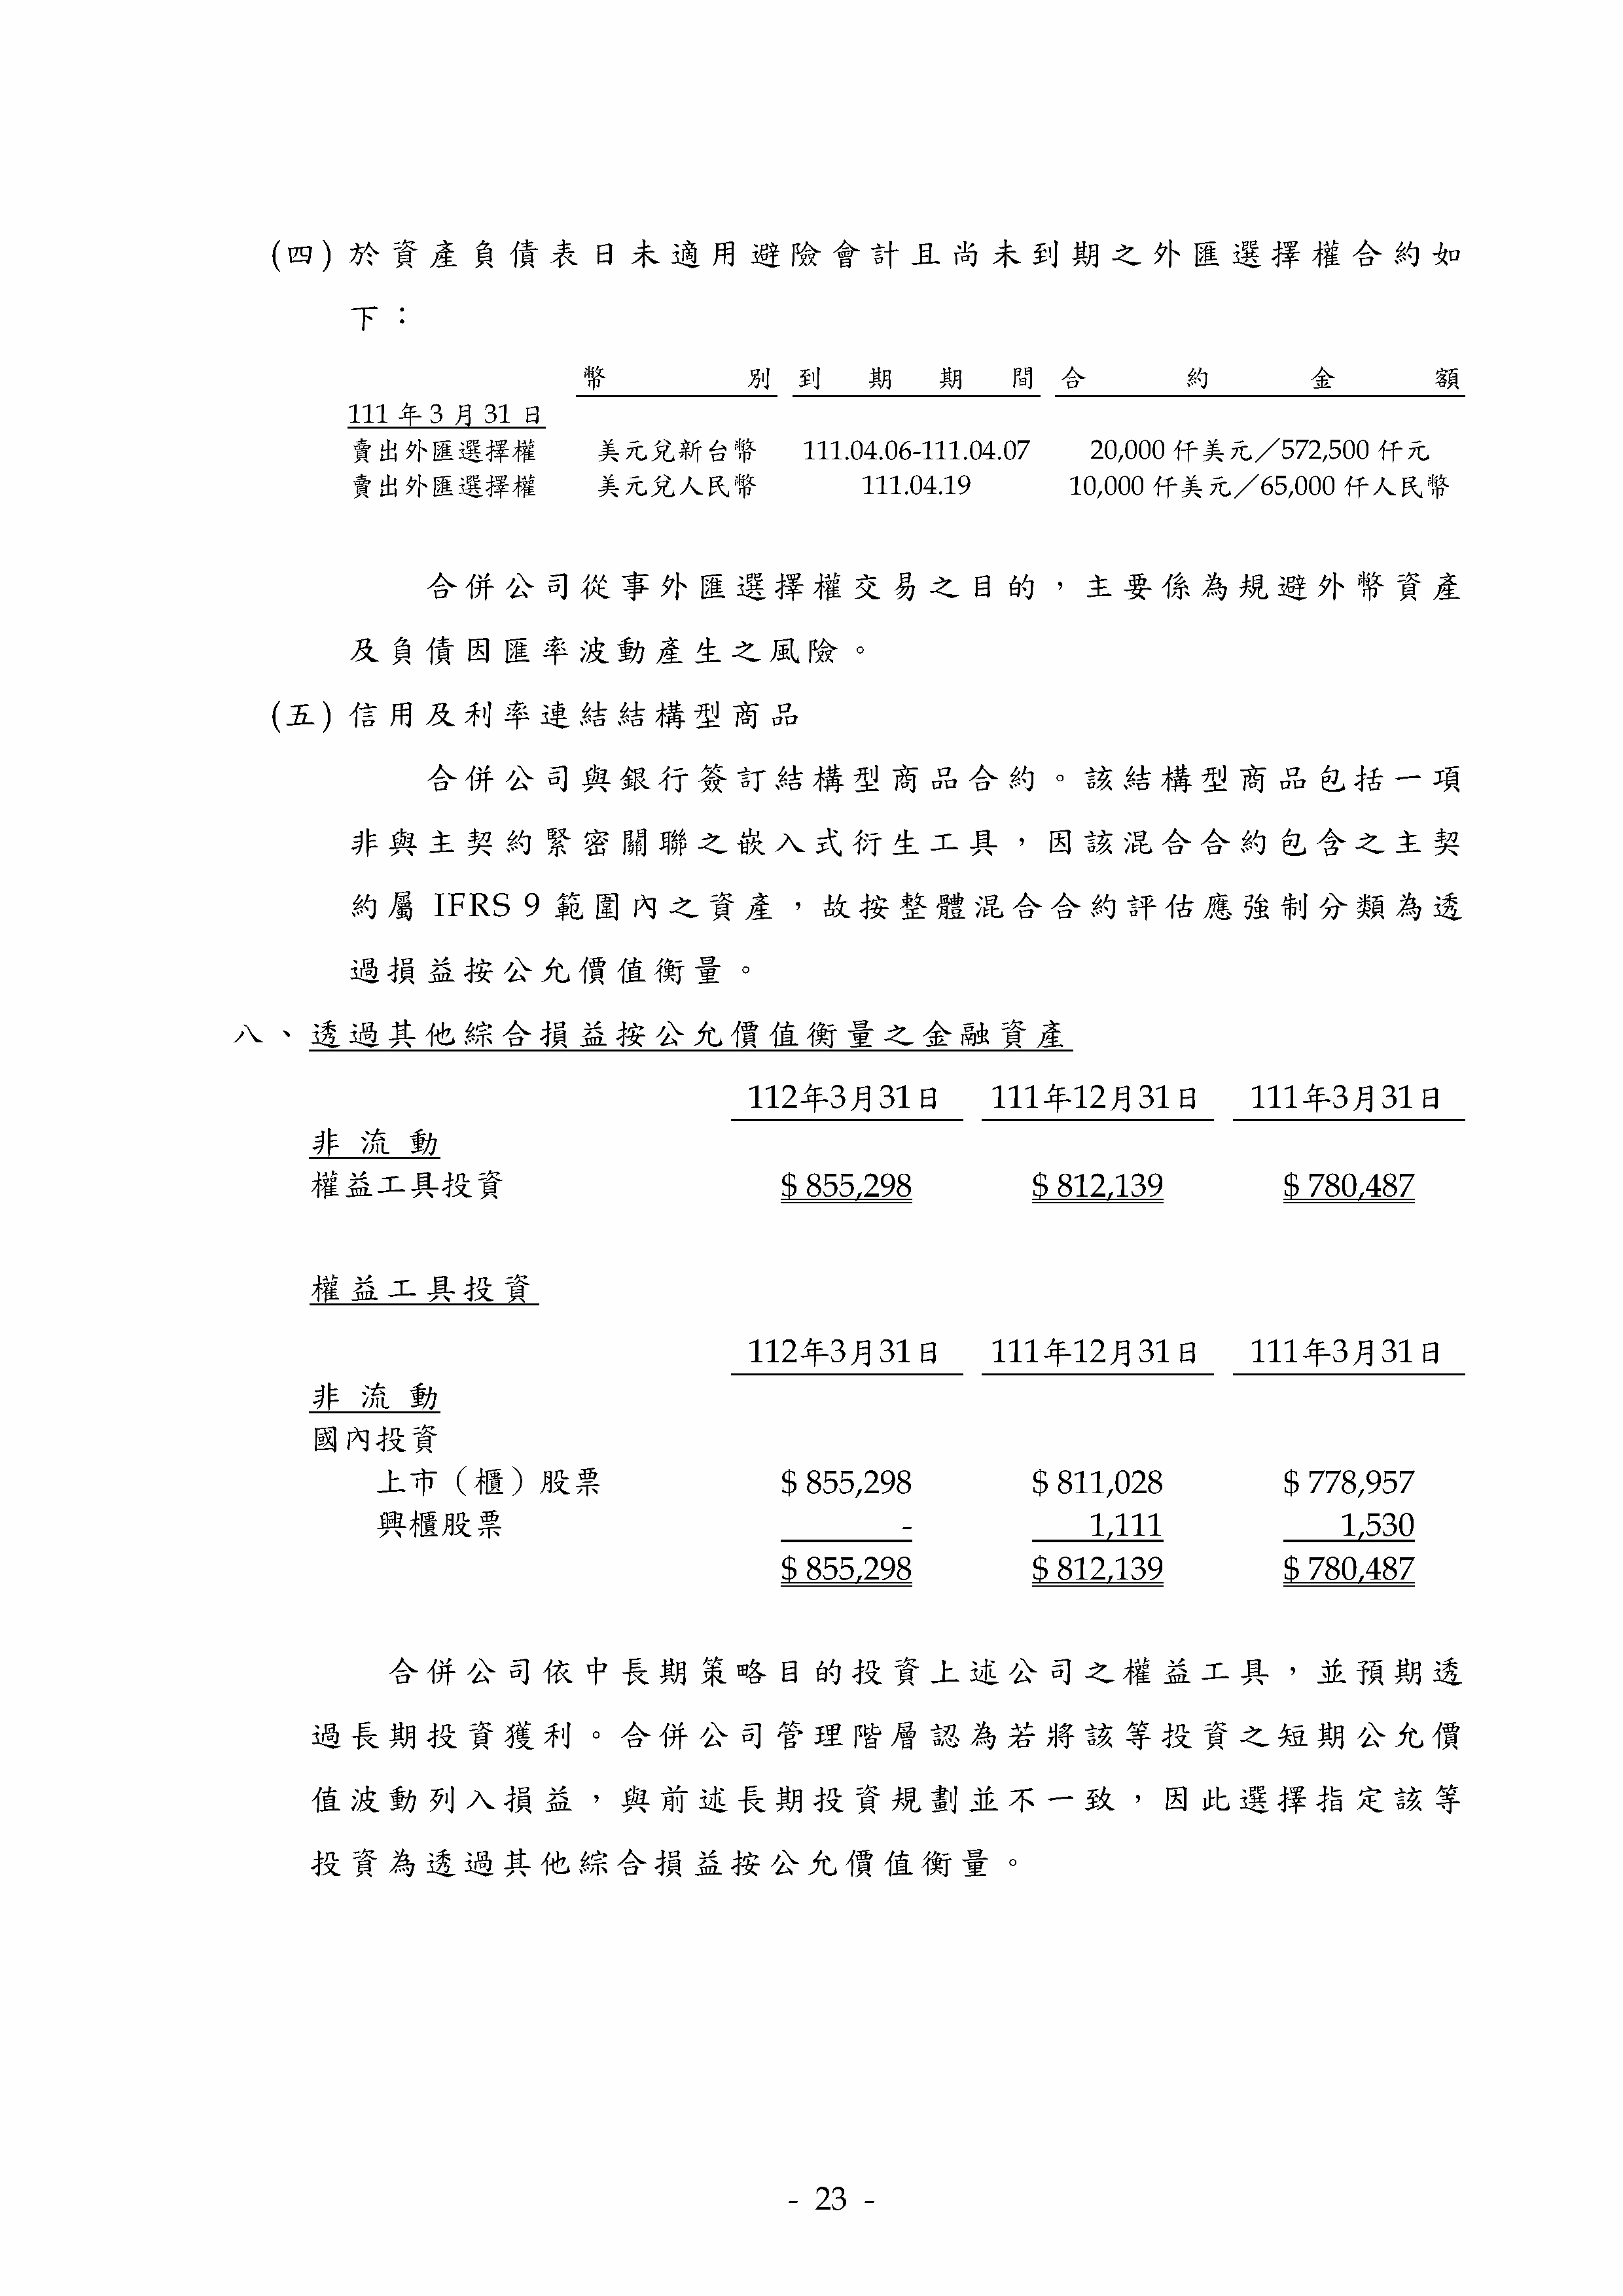 (四) 於資產負債表日未適用避險會計且尚未到期之外匯選擇權合約如
下：
幣別 到期期間 合約金額
111 年 3 月 31 日
賣出外匯選擇權 美元兌新台幣 111.04.06-111.04.07 20,000 仟美元／572,500 仟元
賣出外匯選擇權 美元兌人民幣 111.04.19 10,000 仟美元／65,000 仟人民幣
合併公司從事外匯選擇權交易之目的，主要係為規避外幣資產
及負債因匯率波動產生之風險。
(五) 信用及利率連結結構型商品
合併公司與銀行簽訂結構型商品合約。該結構型商品包括一項
非與主契約緊密關聯之嵌入式衍生工具，因該混合合約包含之主契
約屬 IFRS 9 範圍內之資產，故按整體混合合約評估應強制分類為透
過損益按公允價值衡量。
八、透過其他綜合損益按公允價值衡量之金融資產
112年3月31日 111年12月31日 111年3月31日
非流動
權益工具投資 $ 855,298 $ 812,139 $ 780,487
權益工具投資
112年3月31日 111年12月31日 111年3月31日
非流動
國內投資
上市（櫃）股票 $ 855,298 $ 811,028 $ 778,957
興櫃股票 - 1,111 1,530
$ 855,298 $ 812,139 $ 780,487
合併公司依中長期策略目的投資上述公司之權益工具，並預期透
過長期投資獲利。合併公司管理階層認為若將該等投資之短期公允價
值波動列入損益，與前述長期投資規劃並不一致，因此選擇指定該等
投資為透過其他綜合損益按公允價值衡量。
- 23 -